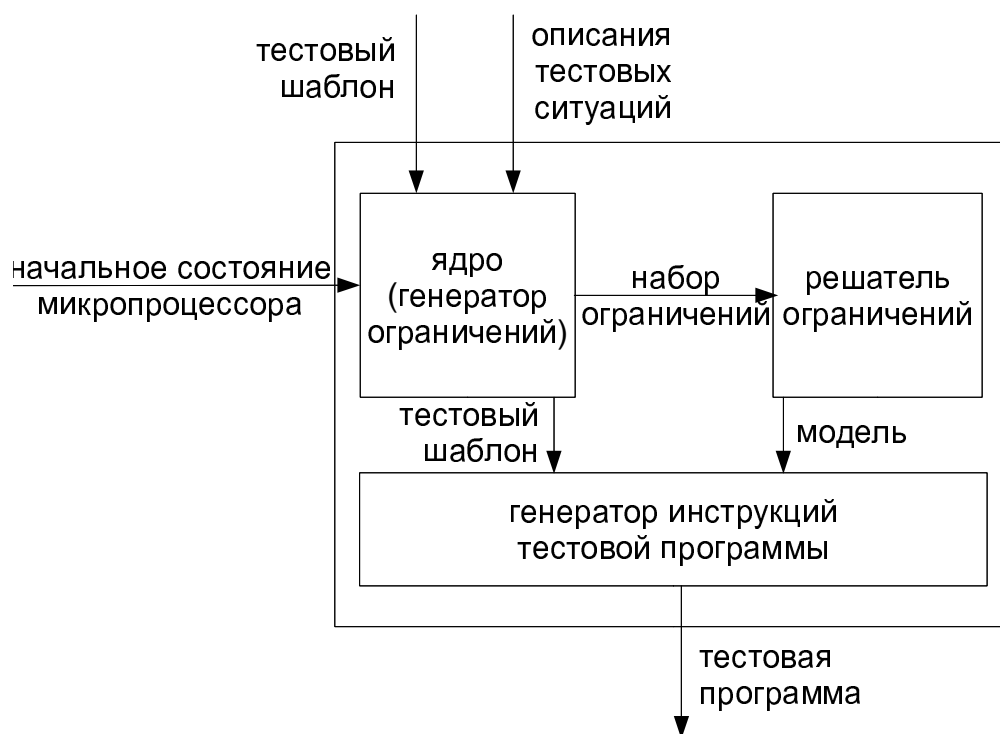 тестовый
шаблон
описания
тестовых
ситуаций
начальное состояние
микропроцессора
ядро
(генератор
ограничений)
набор
ограничений
решатель
ограничений
тестовый
шаблон
модель
генератор инструкций
тестовой программы
тестовая
программа